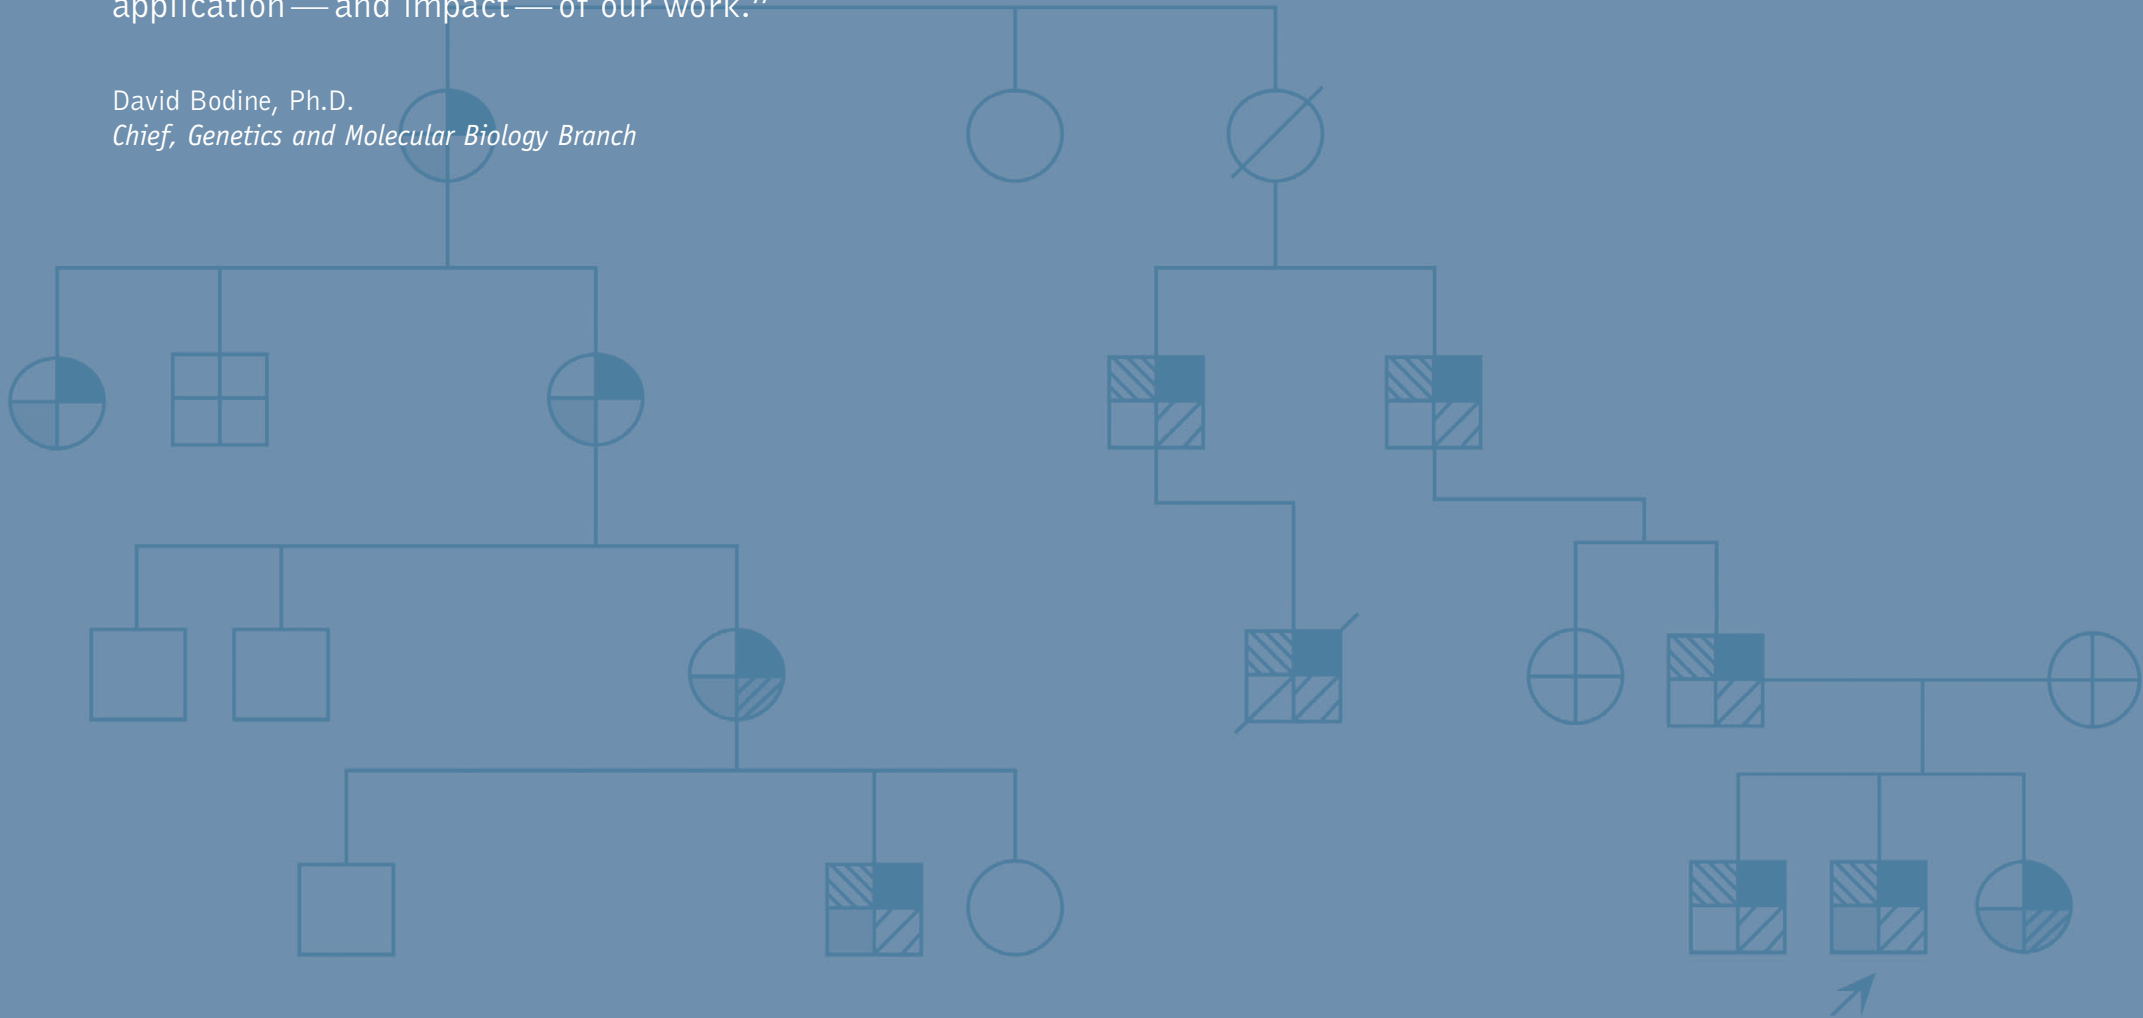 application — and impact — of our work.”
David Bodine, Ph.D.
Chief, Genetics and Molecular Biology Branch